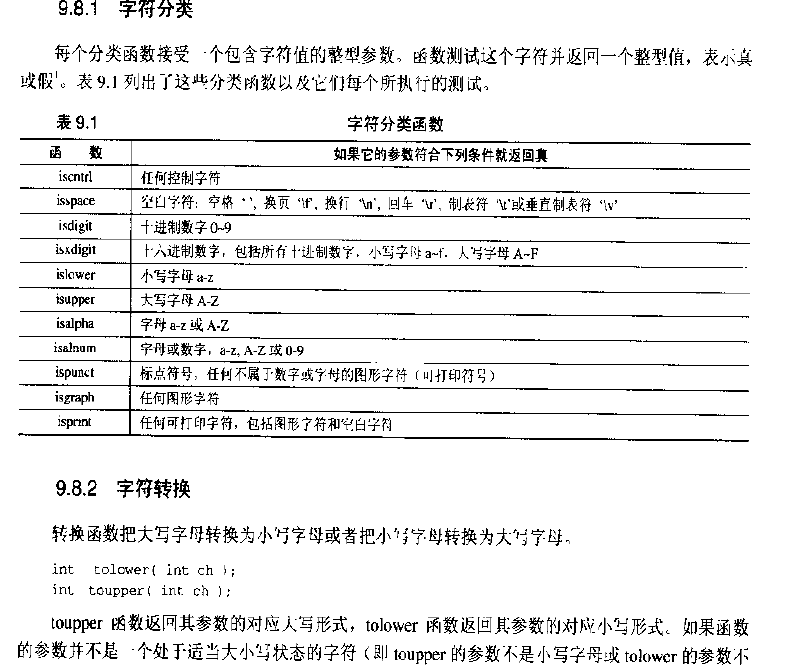 9.8.1 字符分类
每个分类函数接受一个包含字符值的整型参数。函数测试这个字符并返回一个整型值，表示真
或假¹。表 9.1 列出了这些分类函数以及它们每个所执行的测试。
表 9.1 字符分类函数
函 数 如果它的参数符合下列条件就返回真
iscntrl 任何控制字符
isspace 空白字符：空格 ' ', 换页 '\f', 换行 '\n', 回车 '\r', 制表符 '\t'或垂直制表符 '\v'
isdigit 十进制数字 0~9
isxdigit 十六进制数字，包括所有十进制数字，小写字母 a~f，大写字母 A~F
islower 小写字母 a-z
isupper 大写字母 A-Z
isalpha 字母 a-z 或 A-Z
isalnum 字母或数字，a-z, A-Z 或 0-9
ispunct 标点符号，任何不属于数字或字母的图形字符（可打印符号）
isgraph 任何图形字符
isprint 任何可打印字符，包括图形字符和空白字符
9.8.2 字符转换
转换函数把大写字母转换为小写字母或者把小写字母转换为大写字母。
int tolower( int ch );
int toupper( int ch );
toupper 函数返回其参数的对应大写形式，tolower 函数返回其参数的对应小写形式。如果函数
的参数并不是一个处于适当大小写状态的字符（即 toupper 的参数不是小写字母或 tolower 的参数不